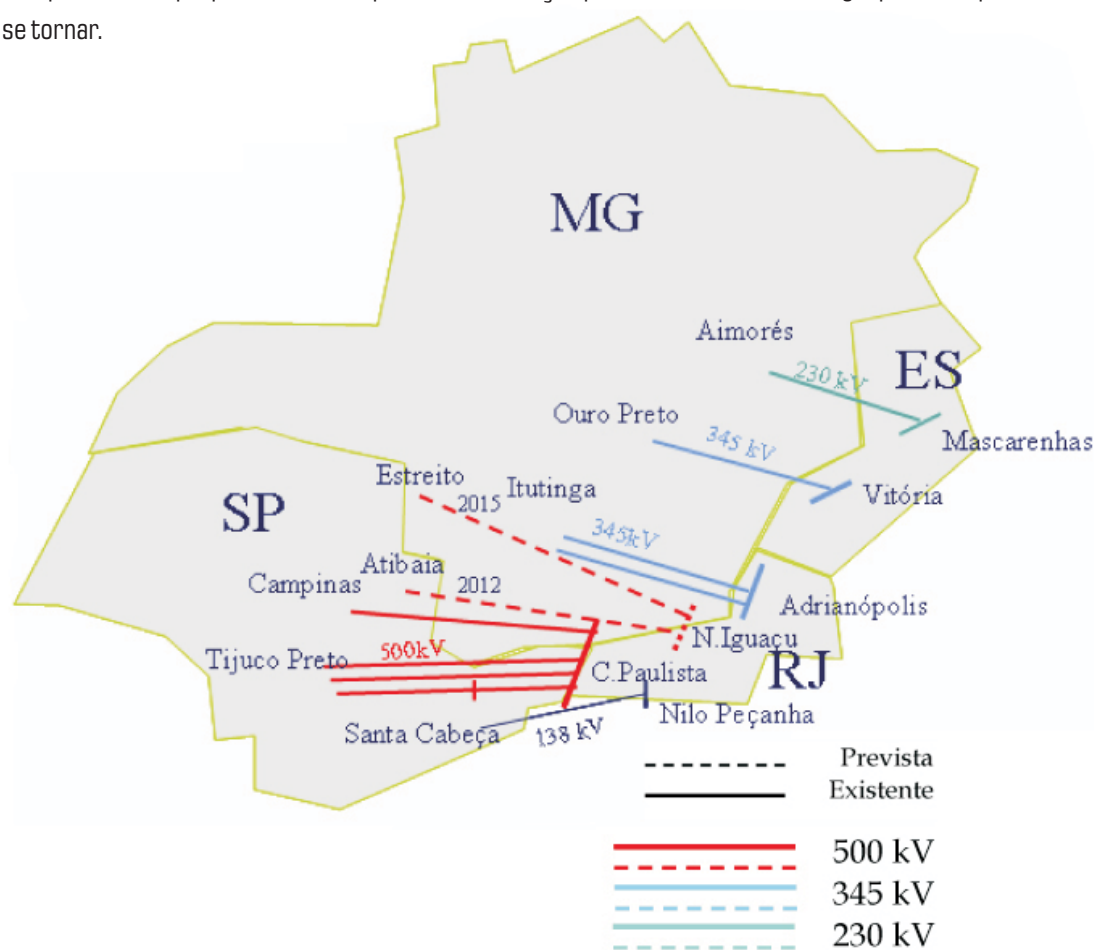 se tornar.
MG
Aimorés
230 kV
ES
Ouro Preto
345 kV
Mascarenhas
Estreito
2015
Itutinga
Vitória
SP
345kV
Atibaia
2012
Campinas
Adrianópolis
N.Iguaçu
500kV
Tijuco Preto
C.Paulista
RJ
Nilo Peçanha
Santa Cabeça
138 kV
Prevista
Existente
500 kV
345 kV
230 kV